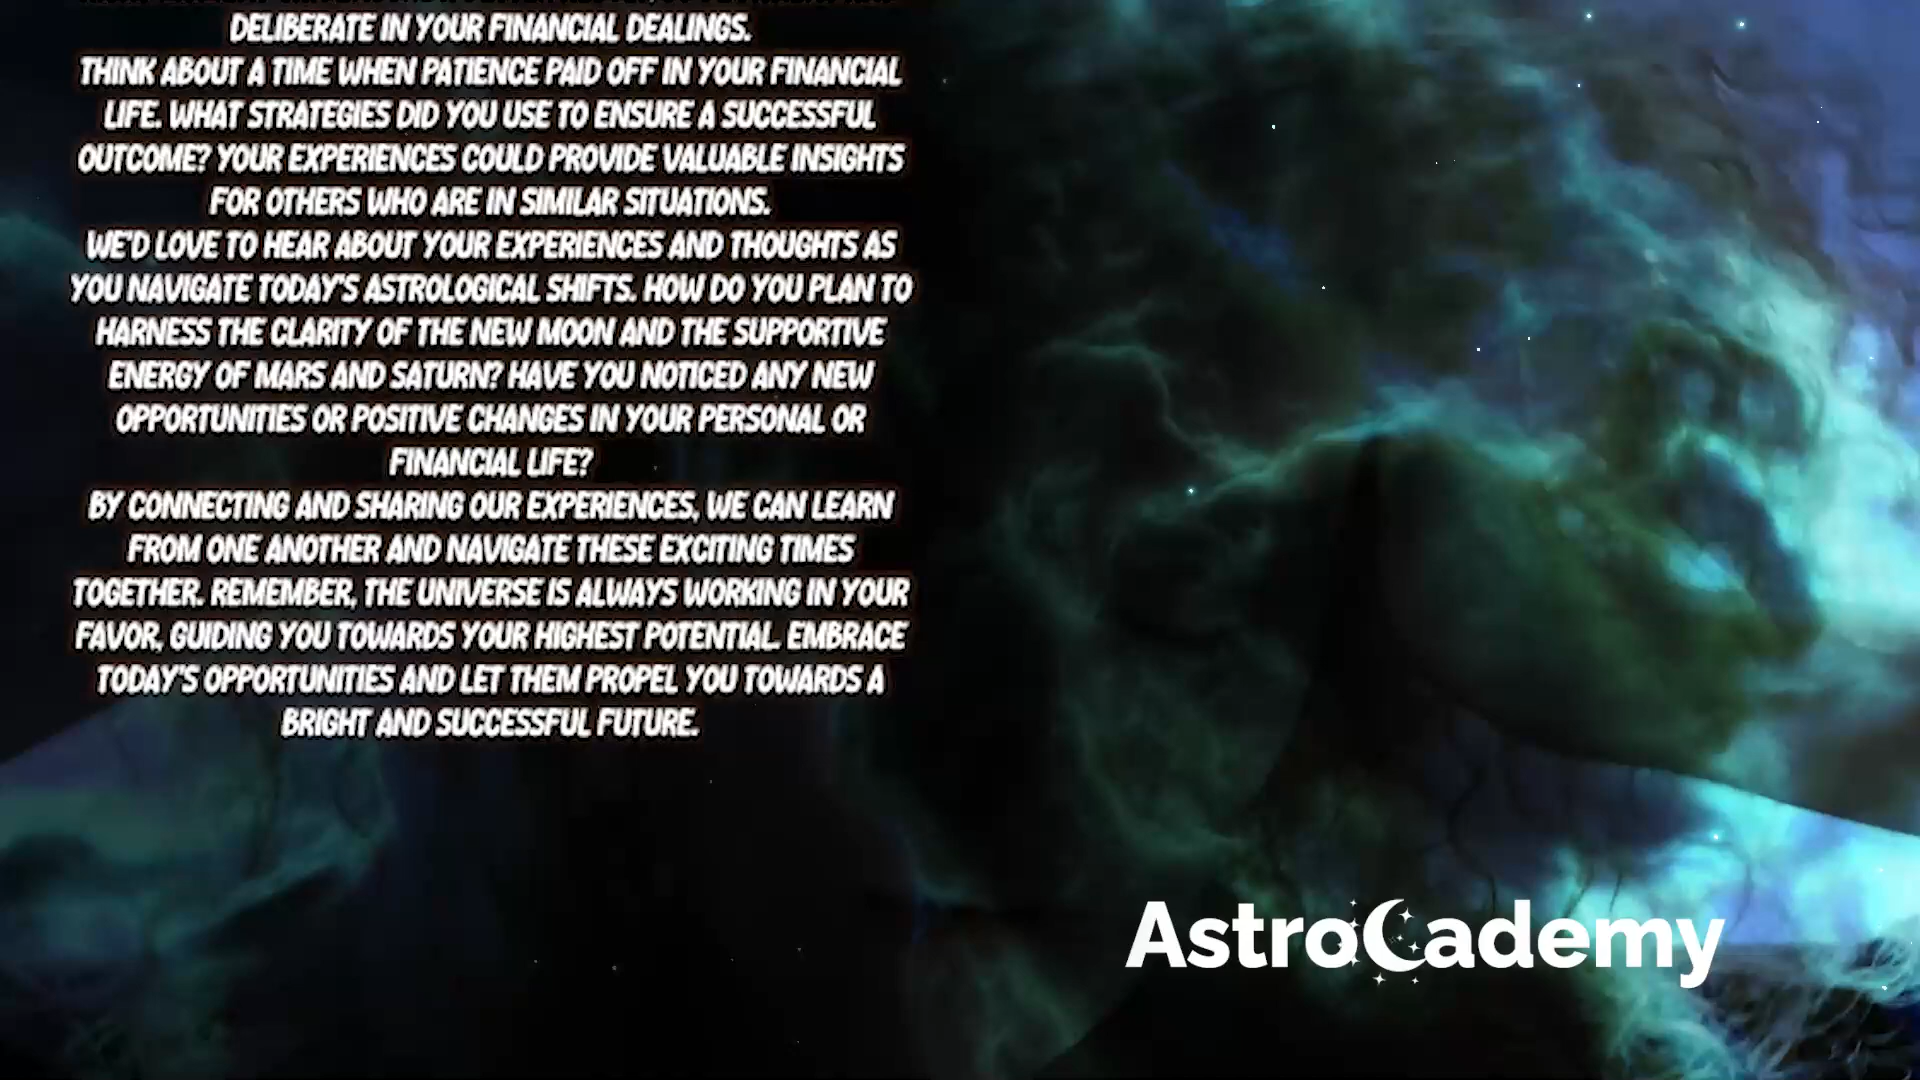 DELIBERATE IN YOUR FINANCIAL DEALINGS.
THINK ABOUT A TIME WHEN PATIENCE PAID OFF IN YOUR FINANCIAL
LIFE. WHAT STRATEGIES DID YOU USE TO ENSURE A SUCCESSFUL
OUTCOME? YOUR EXPERIENCES COULD PROVIDE VALUABLE INSIGHTS
FOR OTHERS WHO ARE IN SIMILAR SITUATIONS.
WE'D LOVE TO HEAR ABOUT YOUR EXPERIENCES AND THOUGHTS AS
YOU NAVIGATE TODAY'S ASTROLOGICAL SHIFTS. HOW DO YOU PLAN TO
HARNESS THE CLARITY OF THE NEW MOON AND THE SUPPORTIVE
ENERGY OF MARS AND SATURN? HAVE YOU NOTICED ANY NEW
OPPORTUNITIES OR POSITIVE CHANGES IN YOUR PERSONAL OR
FINANCIAL LIFE?
BY CONNECTING AND SHARING OUR EXPERIENCES, WE CAN LEARN
FROM ONE ANOTHER AND NAVIGATE THESE EXCITING TIMES
TOGETHER. REMEMBER, THE UNIVERSE IS ALWAYS WORKING IN YOUR
FAVOR, GUIDING YOU TOWARDS YOUR HIGHEST POTENTIAL. EMBRACE
TODAY'S OPPORTUNITIES AND LET THEM PROPEL YOU TOWARDS A
BRIGHT AND SUCCESSFUL FUTURE.
AstroCademy